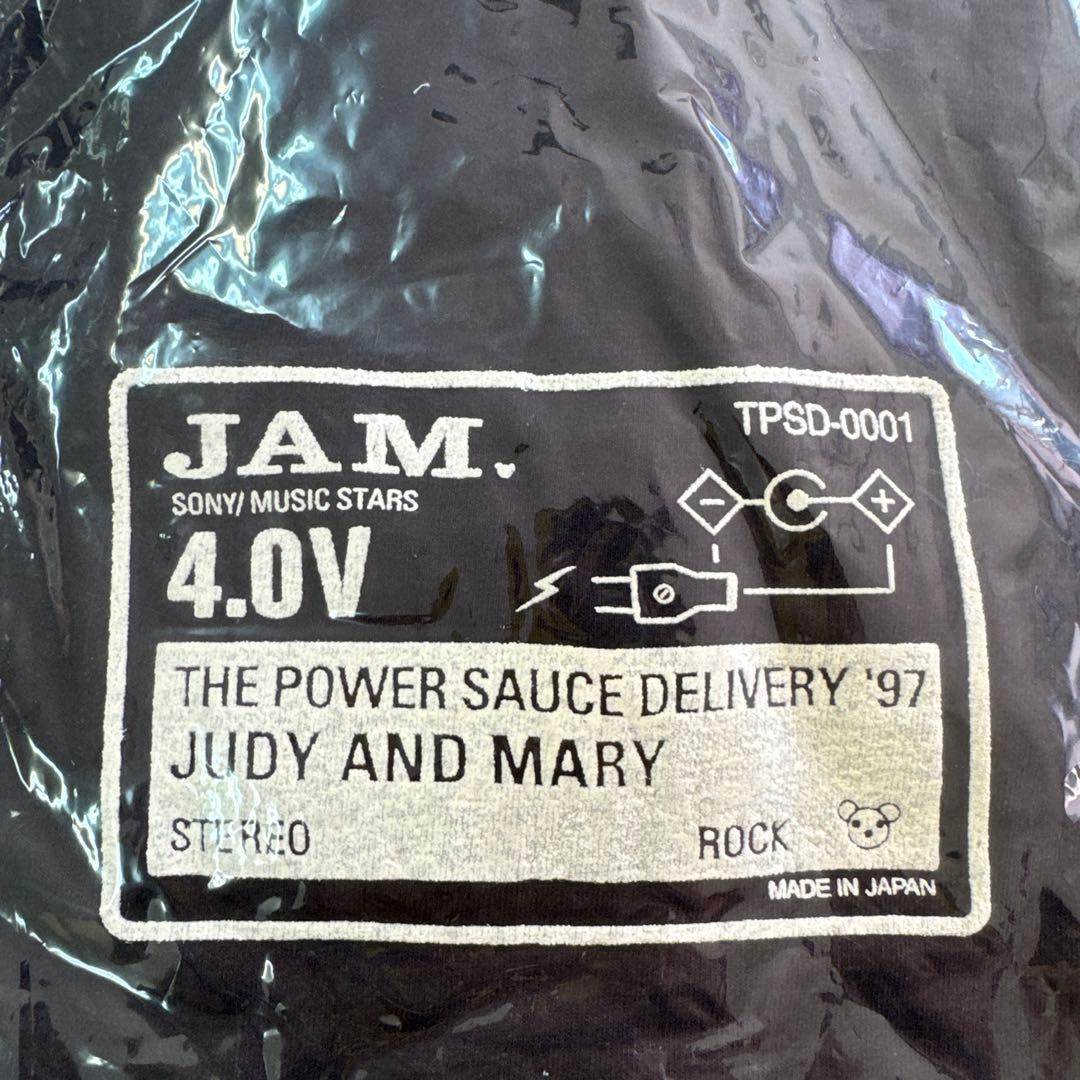 JAM.
TPSD-0001
SONY/ MUSIC STARS
4.0V
- +
THE POWER SAUCE DELIVERY '97
JUDY AND MARY
STEREO
ROCK
MADE IN JAPAN